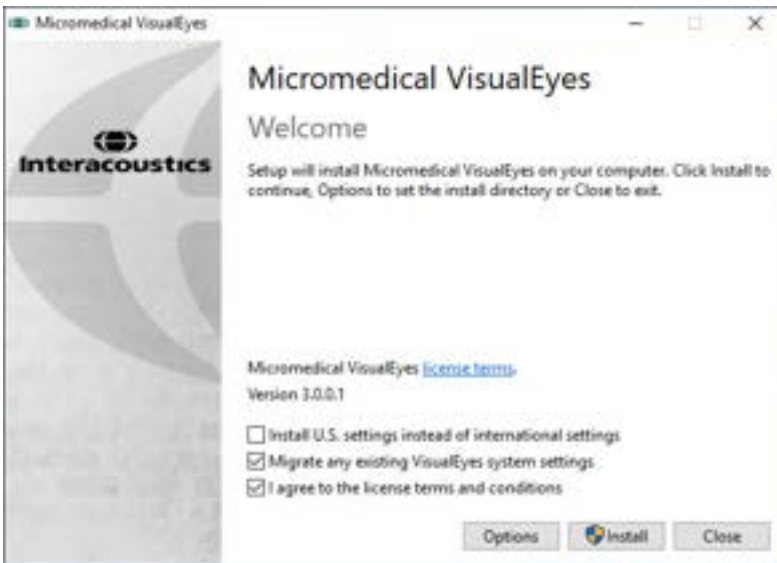 Micromedical VisualEyes
Micromedical VisualEyes
Welcome
Interacoustics
Setup will install Micromedical VisualEyes on your computer. Click Install to
continue, Options to set the install directory or Close to exit.
Micromedical VisualEyes license terms.
Version 3.0.0.1
Install U.S. settings instead of international settings
Migrate any existing VisualEyes system settings
I agree to the license terms and conditions
Options
Install
Close